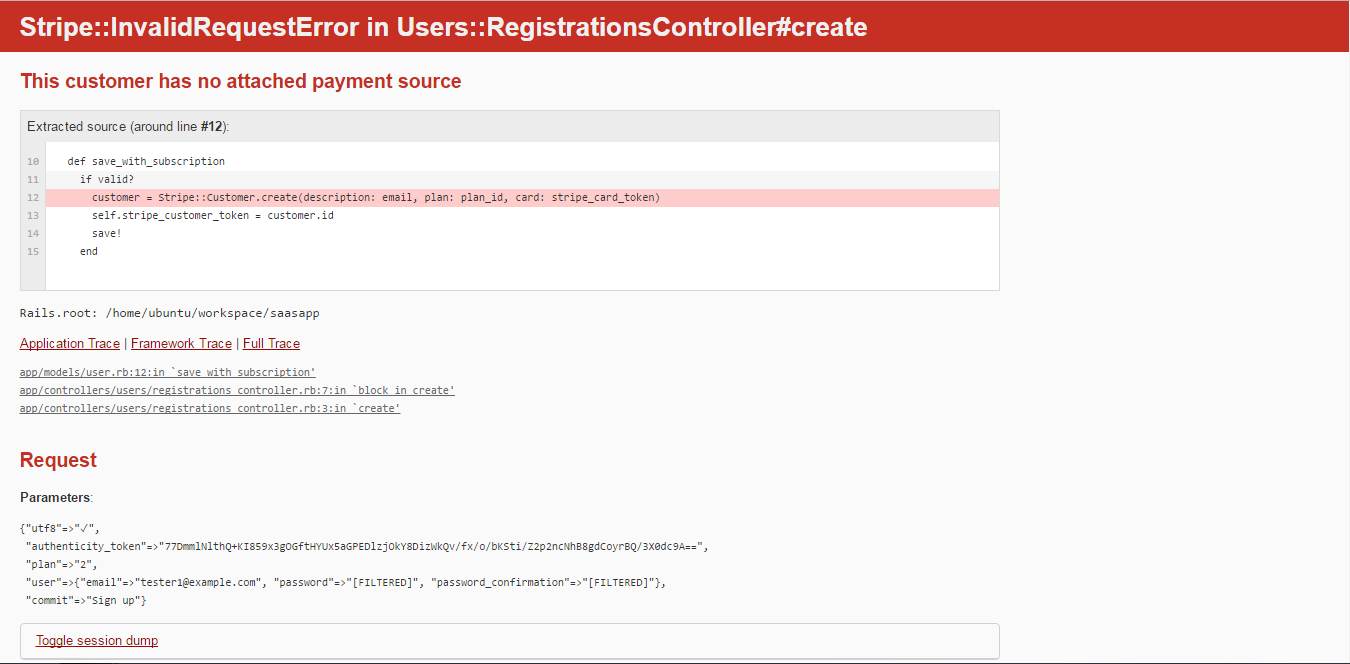 Stripe::InvalidRequestError in Users::RegistrationsController#create
This customer has no attached payment source
Extracted source (around line #12):
10 def save_with_subscription
11 if valid?
12 customer = Stripe::Customer.create(description: email, plan: plan_id, card: stripe_card_token)
13 self.stripe_customer_token = customer.id
14 save!
15 end
Rails.root: /home/ubuntu/workspace/saasapp
Application Trace | Framework Trace | Full Trace
app/models/user.rb:12:in `save_with_subscription'
app/controllers/users/registrations_controller.rb:7:in `block in create'
app/controllers/users/registrations_controller.rb:3:in `create'
Request
Parameters:
{"utf8"=>"✓",
"authenticity_token"=>"77DmmlNlthQ+KI859x3gOGftHYUx5aGPEDlzjOkY8DizWkQv/fx/o/bKSti/Z2p2ncNhB8gdCoyrBQ/3X0dc9A==",
"plan"=>"2",
"user"=>{"email"=>"tester1@example.com", "password"=>"[FILTERED]", "password_confirmation"=>"[FILTERED]"},
"commit"=>"Sign up"}
Toggle session dump